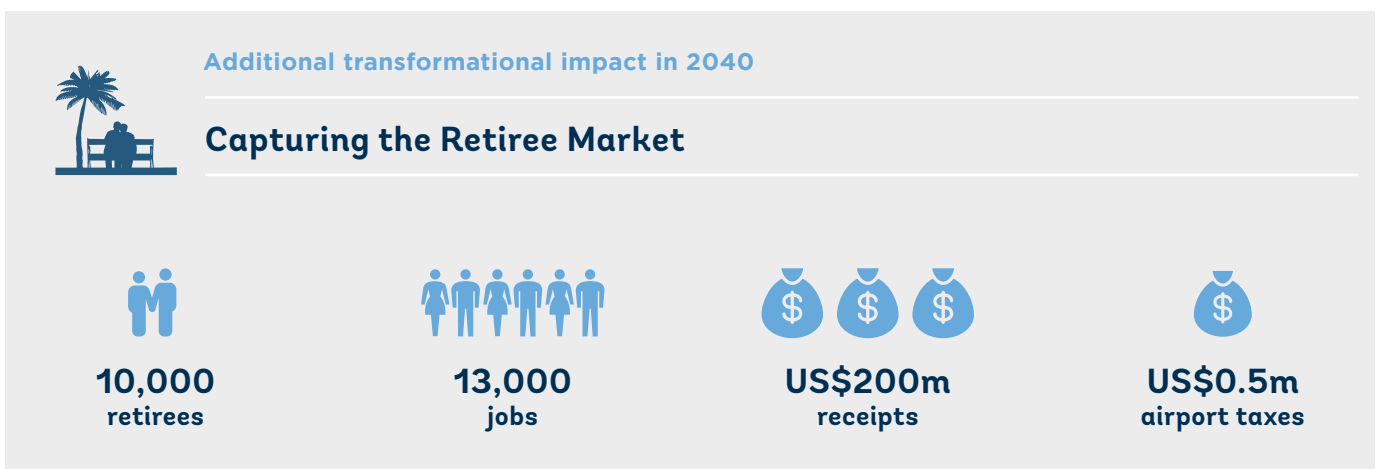 Additional transformational impact in 2040
Capturing the Retiree Market
10,000
retirees
13,000
jobs
$ $ $
US$200m
receipts
$
US$0.5m
airport taxes